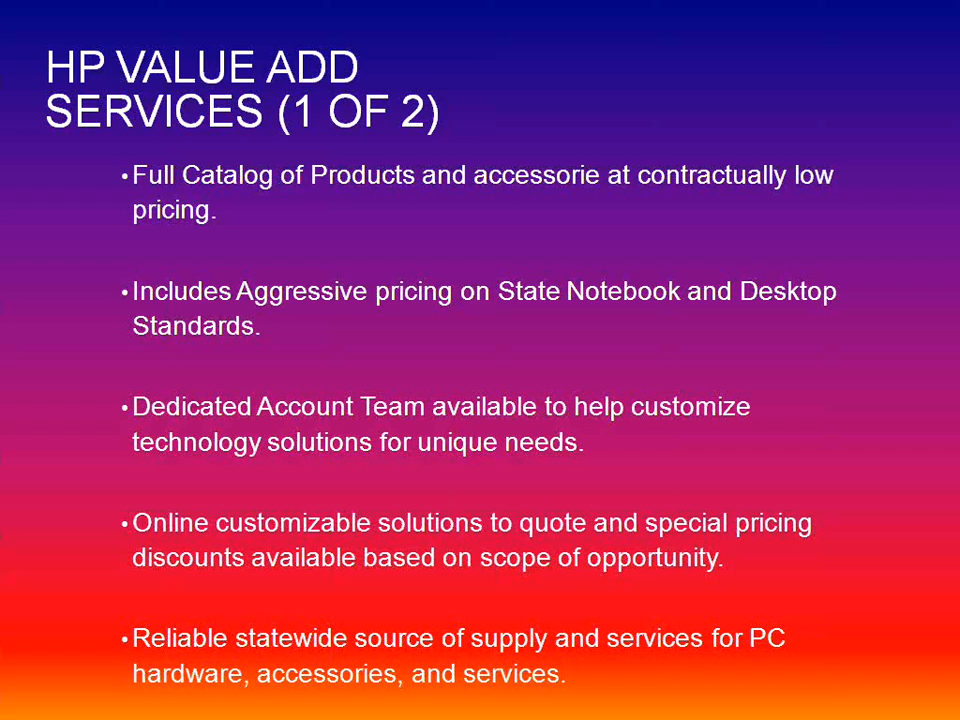 HP VALUE ADD
SERVICES (1 OF 2)
• Full Catalog of Products and accessorie at contractually low
pricing.
• Includes Aggressive pricing on State Notebook and Desktop
Standards.
• Dedicated Account Team available to help customize
technology solutions for unique needs.
• Online customizable solutions to quote and special pricing
discounts available based on scope of opportunity.
• Reliable statewide source of supply and services for PC
hardware, accessories, and services.